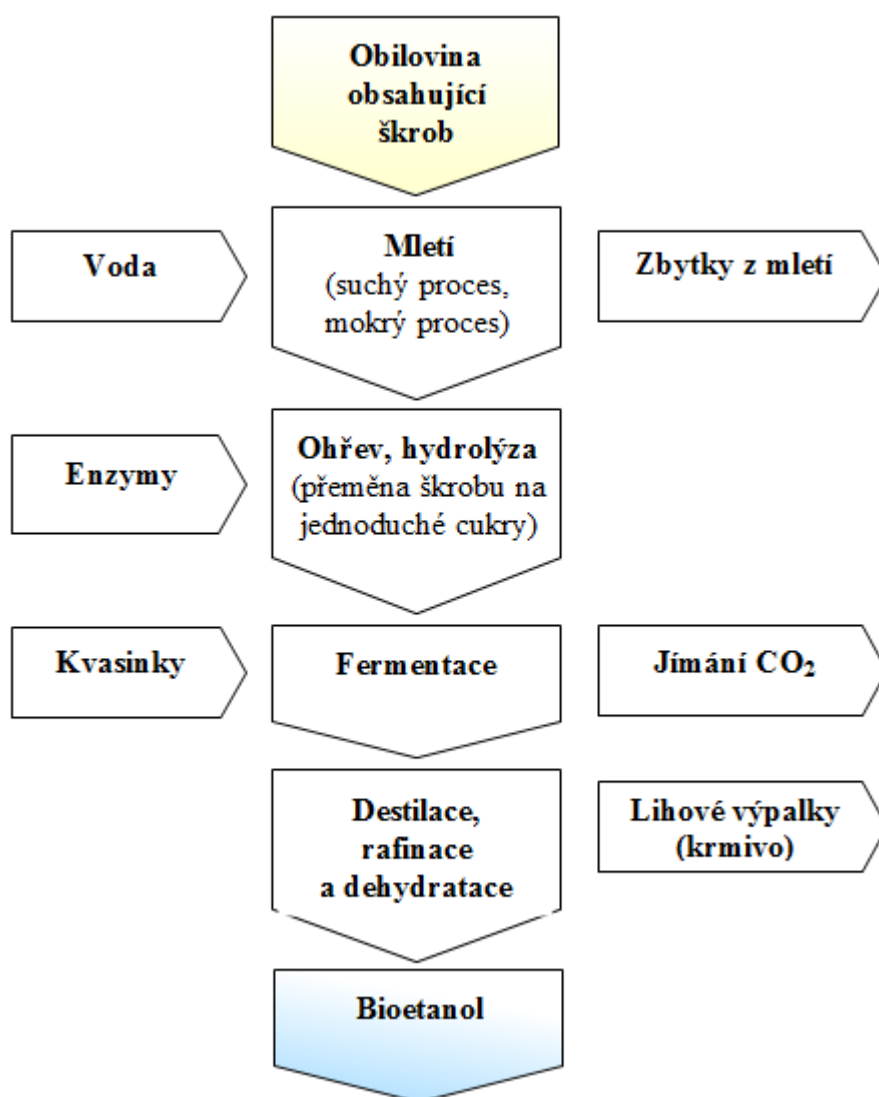 Obilovina
obsahující
škrob
Voda
Mletí
(suchý proces,
mokrý proces)
Zbytky z mletí
Enzymy
Ohřev, hydrolýza
(přeměna škrobu na
jednoduché cukry)
Kvasinky
Fermentace
Jímání CO₂
Destilace,
rafinace
a dehydratace
Lihové výpalky
(krmivo)
Bioetanol